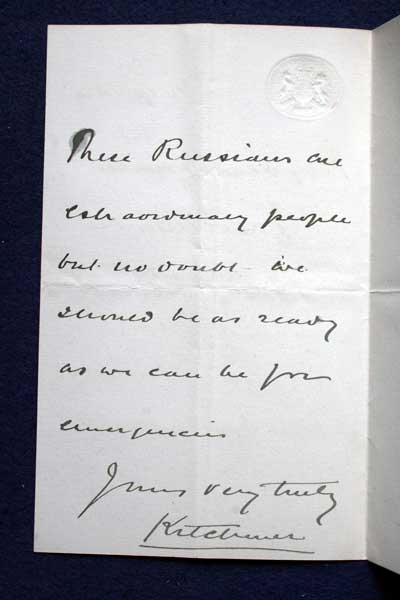 These Russians are
extraordinary people
but no doubt we
should be as ready
as we can be for
emergencies
Yours very truly
Kitchener